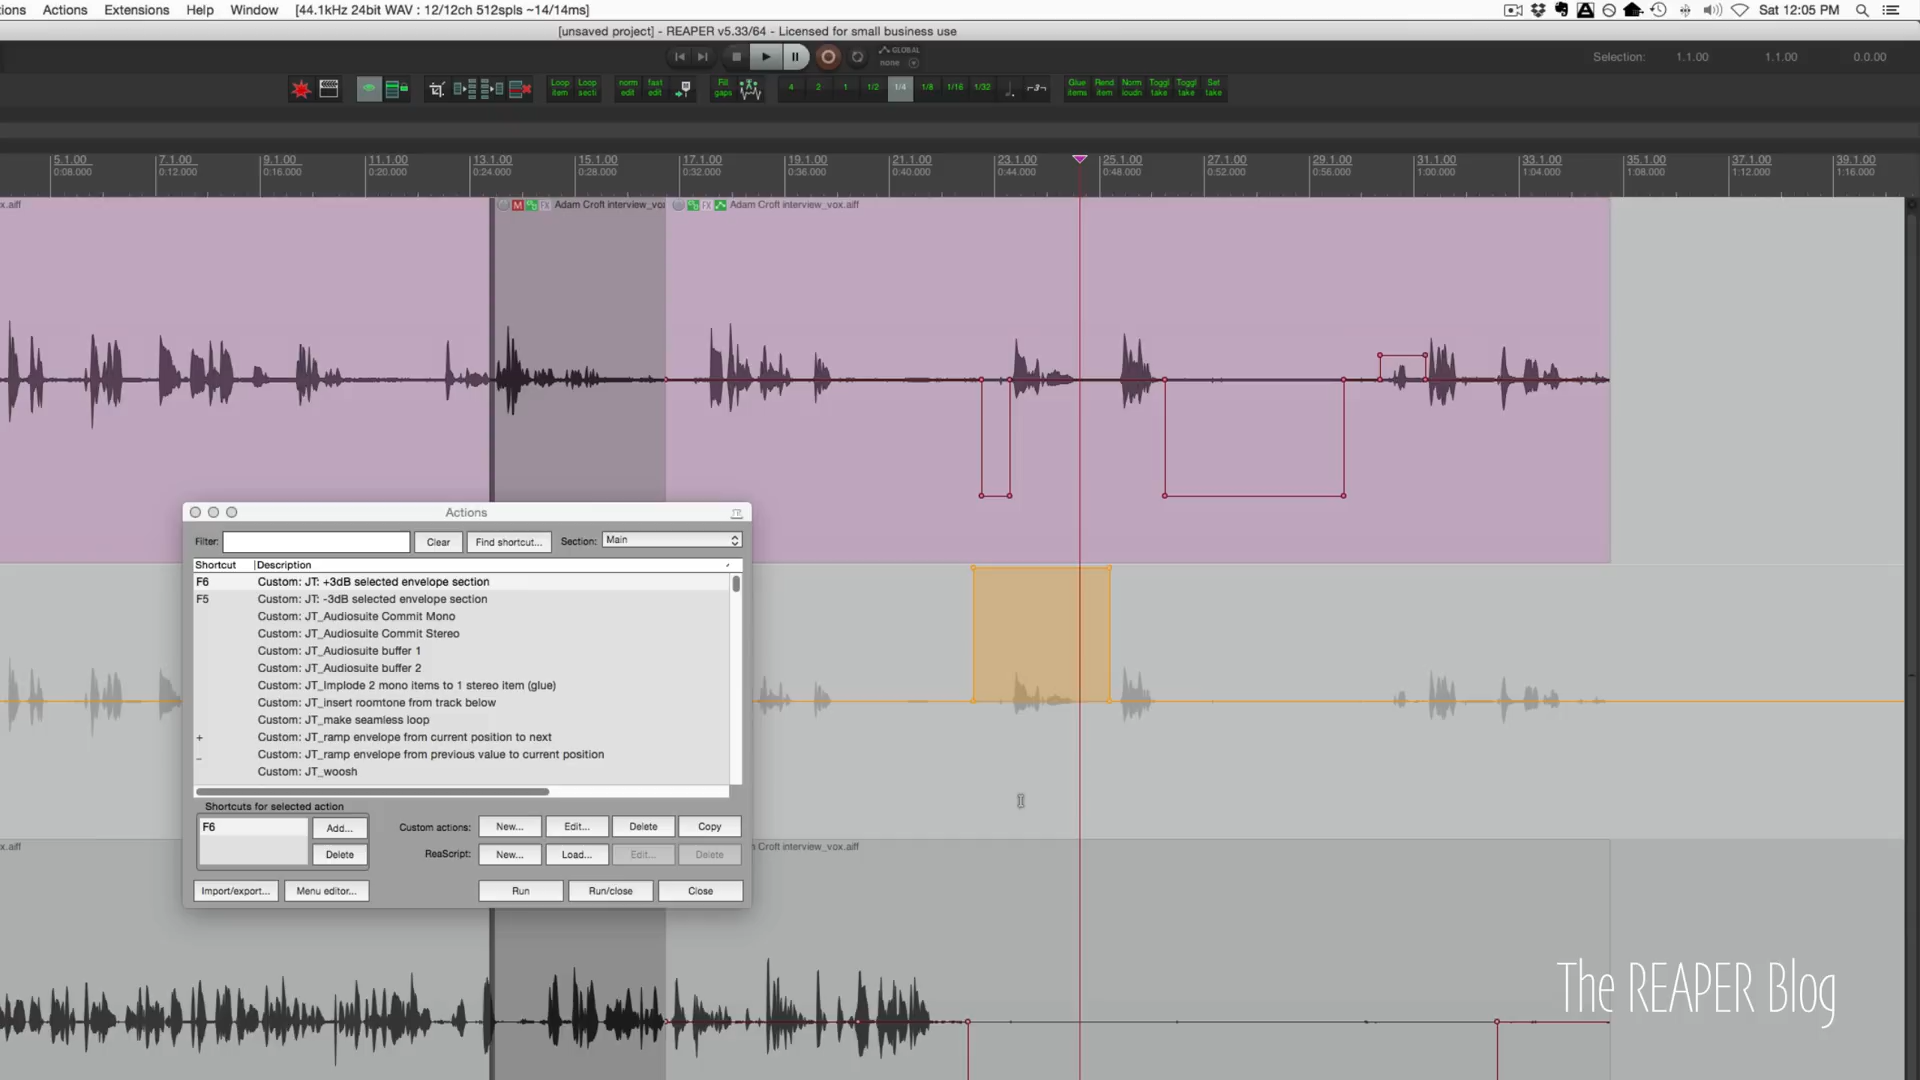 ions Actions Extensions Help Window [44.1kHz 24bit WAV : 12/12ch 512spls ~14/14ms] Sat 12:05 PM
[unsaved project] - REAPER v5.33/64 - Licensed for small business use
GLOBAL
none
Selection: 1.1.00 1.1.00 0.0.00
Loop item
Loop secti
norm edit
fast edit
Fill gaps
4 2 1 1/2 1/4 1/8 1/16 1/32 -3-
Glue items
Rend item
Norm loudn
Toggl take
Toggl take
Set take
5.1.00 7.1.00 9.1.00 11.1.00 13.1.00 15.1.00 17.1.00 19.1.00 21.1.00 23.1.00 25.1.00 27.1.00 29.1.00 31.1.00 33.1.00 35.1.00 37.1.00 39.1.00
0:08.000 0:12.000 0:16.000 0:20.000 0:24.000 0:28.000 0:32.000 0:36.000 0:40.000 0:44.000 0:48.000 0:52.000 0:56.000 1:00.000 1:04.000 1:08.000 1:12.000 1:16.000
x.aiff M FX Adam Croft interview_vox FX Adam Croft interview_vox.aiff
Actions
Filter: Clear Find shortcut... Section: Main
Shortcut Description
F6 Custom: JT: +3dB selected envelope section
F5 Custom: JT: -3dB selected envelope section
Custom: JT_Audiosuite Commit Mono
Custom: JT_Audiosuite Commit Stereo
Custom: JT_Audiosuite buffer 1
Custom: JT_Audiosuite buffer 2
Custom: JT_Implode 2 mono items to 1 stereo item (glue)
Custom: JT_insert roomtone from track below
Custom: JT_make seamless loop
+ Custom: JT_ramp envelope from current position to next
_ Custom: JT_ramp envelope from previous value to current position
Custom: JT_woosh
Shortcuts for selected action
F6 Add... Custom actions: New... Edit... Delete Copy
Delete ReaScript: New... Load... Edit... Delete
Import/export... Menu editor... Run Run/close Close
x.aiff Croft interview_vox.aiff
The REAPER Blog